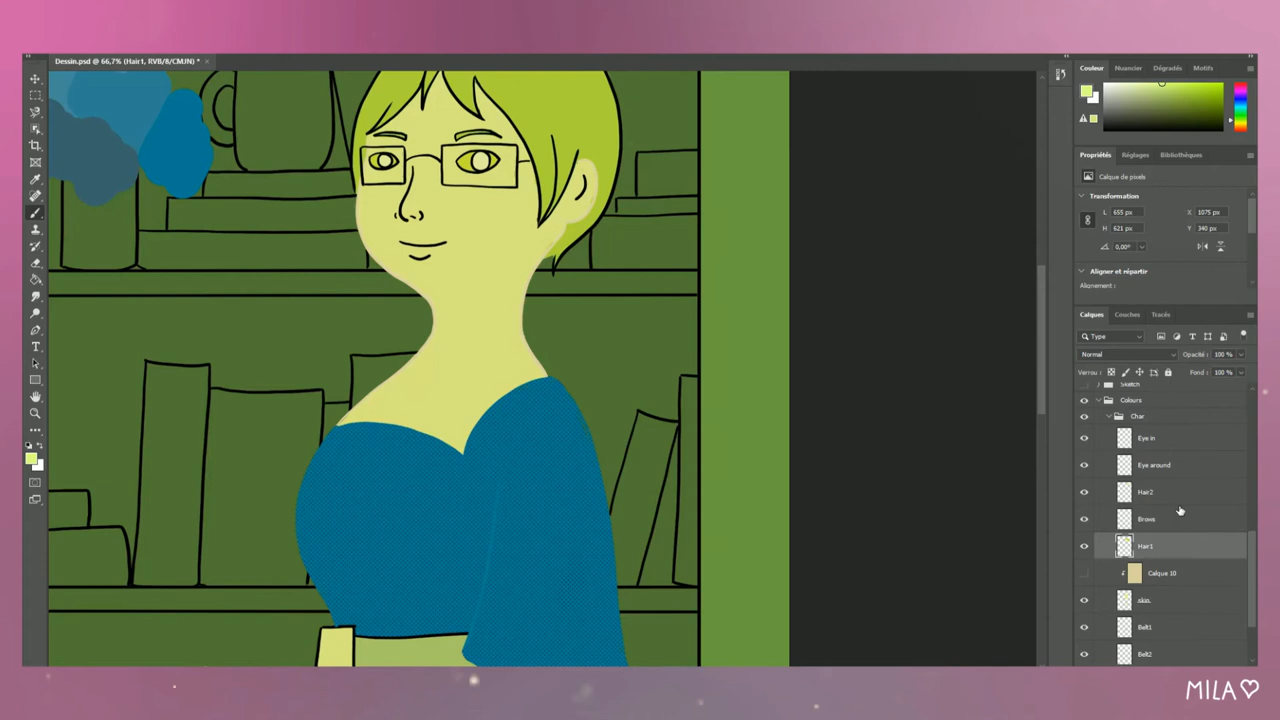 Dessin.psd @ 66,7% (Hair1, RVB/8/CMJN) *
Couleur Nuancier Dégradés Motifs
Propriétés Réglages Bibliothèques
Calque de pixels
Transformation
L 655 px X 1075 px
H 621 px Y 340 px
0,00°
Aligner et répartir
Alignement :
Calques Couches Tracés
Type
Normal Opacité : 100 %
Verrou : Fond : 100 %
Sketch
Colours
Char
Eye in
Eye around
Hair2
Brows
Hair1
Calque 10
skin
Belt1
Belt2
MILA